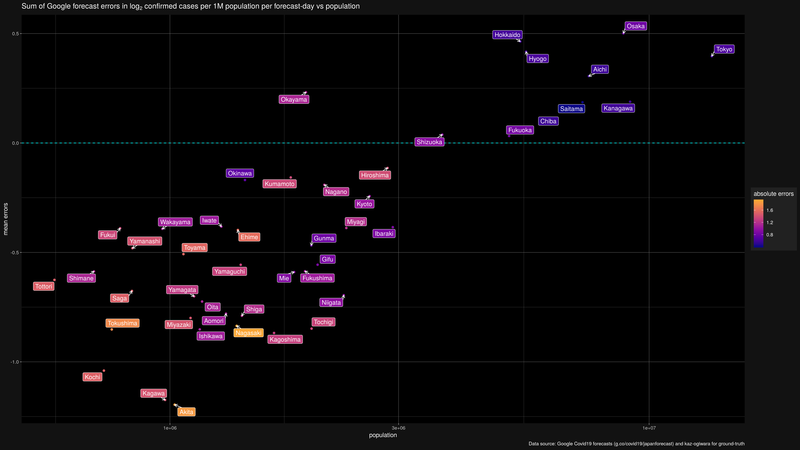 Sum of Google forecast errors in log₂ confirmed cases per 1M population per forecast-day vs population
0.5
Osaka
Hokkaido
Tokyo
Hyogo
Aichi
Okayama
Saitama
Kanagawa
Chiba
Fukuoka
0.0
Shizuoka
Okinawa
Hiroshima
Kumamoto
Nagano
Kyoto
Wakayama
Iwate
Miyagi
Fukui
Yamanashi
Ehime
Gunma
Ibaraki
Toyama
-0.5
Gifu
Yamaguchi
Shimane
Mie
Fukushima
Tottori
Yamagata
Saga
Niigata
Oita
Shiga
Tokushima
Miyazaki
Aomori
Tochigi
Nagasaki
Ishikawa
Kagoshima
-1.0
Kochi
Kagawa
Akita
mean errors
1e+06
3e+06
1e+07
population
absolute errors
1.6
1.2
0.8
Data source: Google Covid19 forecasts (g.co/covid19/japanforecast) and kaz-ogiwara for ground-truth